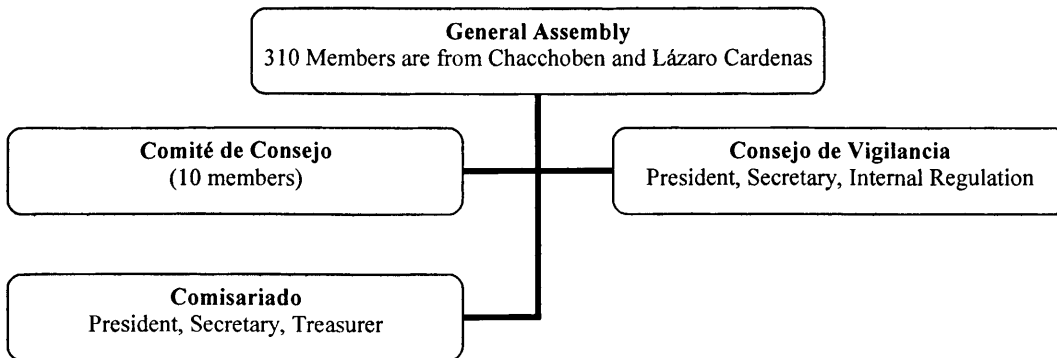 General Assembly
310 Members are from Chacchoben and Lázaro Cardenas
Comité de Consejo
(10 members)
Consejo de Vigilancia
President, Secretary, Internal Regulation
Comisariado
President, Secretary, Treasurer